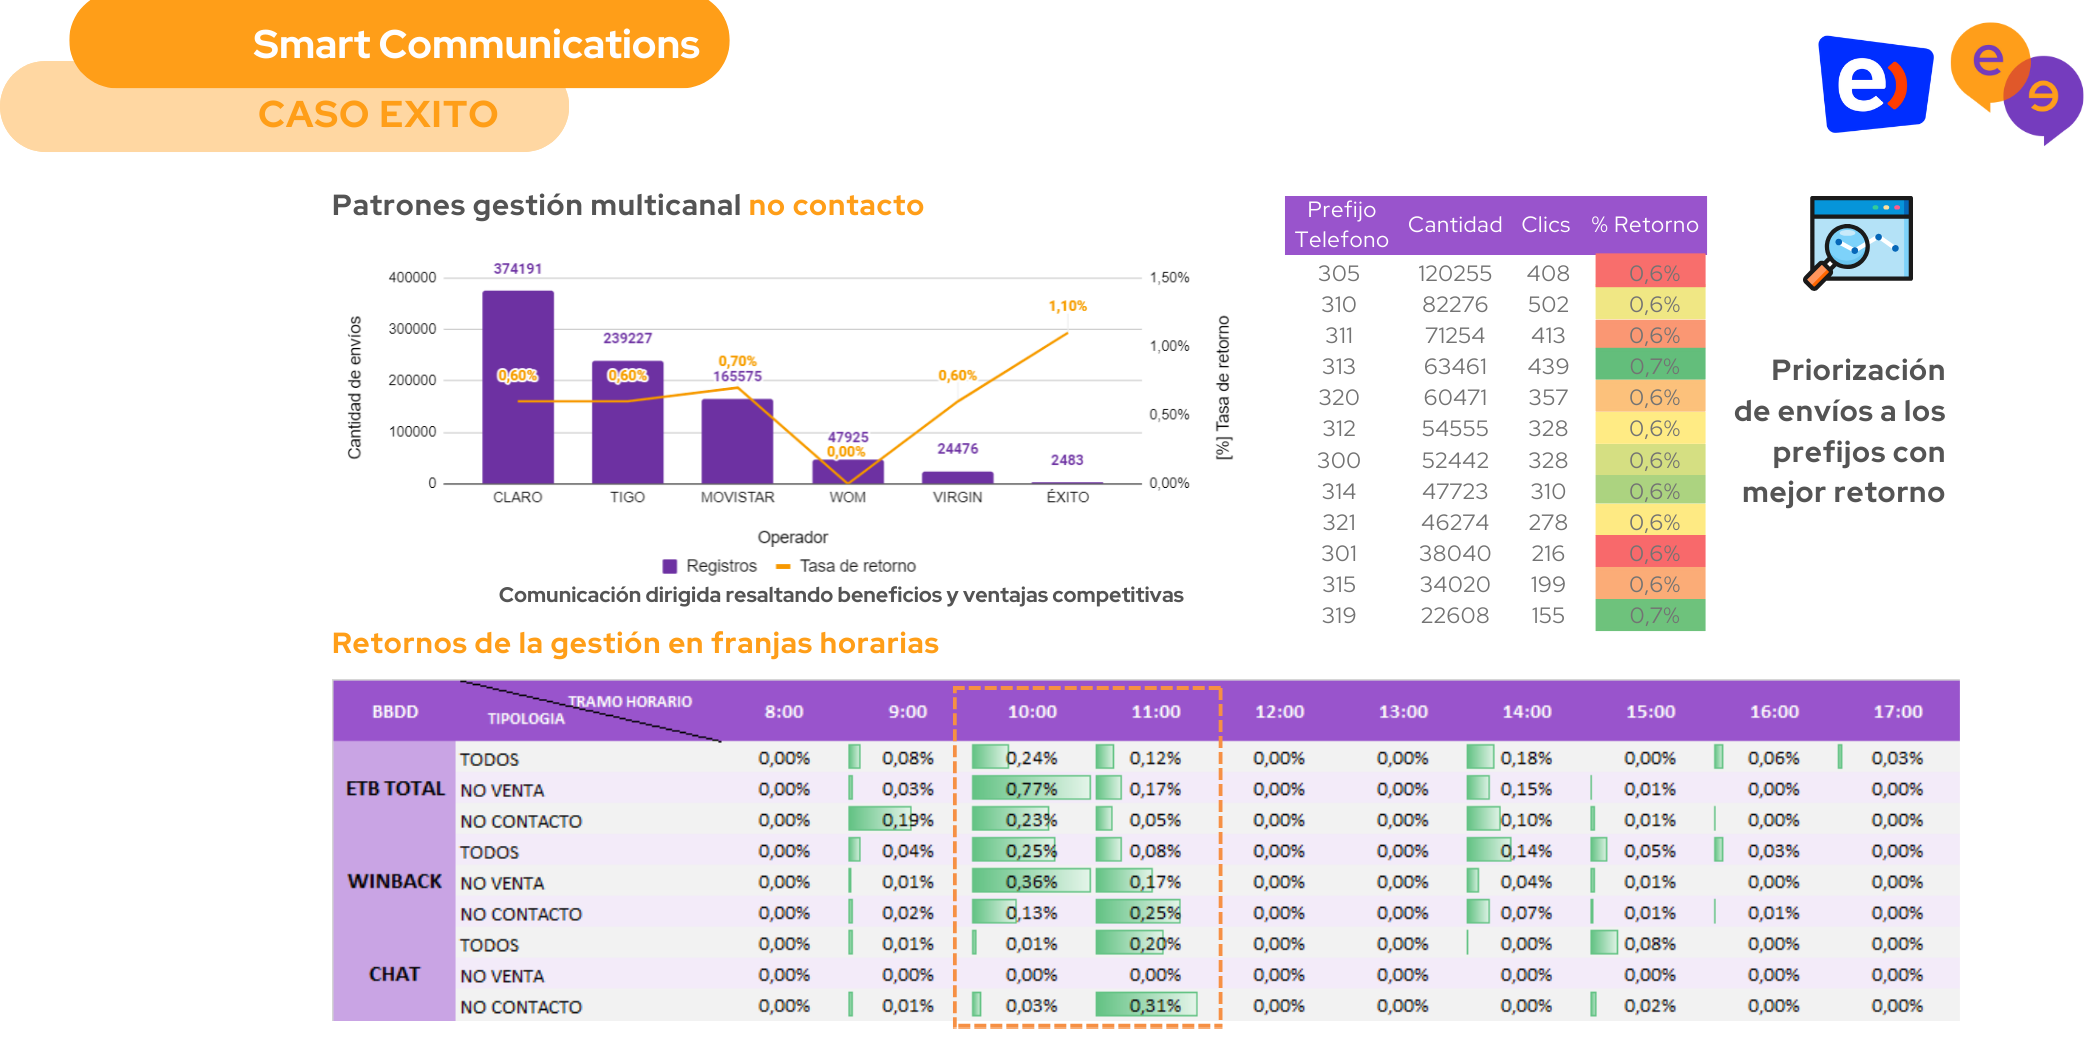 Smart Communications
CASO EXITO
e
e
e
Patrones gestión multicanal no contacto
Cantidad de envíos
400000
300000
200000
100000
0
374191
239227
165575
47925
24476
2483
0,60%
0,60%
0,70%
0,00%
0,60%
1,10%
1,50%
1,00%
0,50%
0,00%
[%] Tasa de retorno
CLARO TIGO MOVISTAR WOM VIRGIN ÉXITO
Operador
Registros Tasa de retorno
Comunicación dirigida resaltando beneficios y ventajas competitivas
Prefijo Telefono Cantidad Clics % Retorno
305 120255 408 0,6%
310 82276 502 0,6%
311 71254 413 0,6%
313 63461 439 0,7%
320 60471 357 0,6%
312 54555 328 0,6%
300 52442 328 0,6%
314 47723 310 0,6%
321 46274 278 0,6%
301 38040 216 0,6%
315 34020 199 0,6%
319 22608 155 0,7%
Priorización
de envíos a los
prefijos con
mejor retorno
Retornos de la gestión en franjas horarias
BBDD TIPOLOGIA TRAMO HORARIO 8:00 9:00 10:00 11:00 12:00 13:00 14:00 15:00 16:00 17:00
TODOS 0,00% 0,08% 0,24% 0,12% 0,00% 0,00% 0,18% 0,00% 0,06% 0,03%
ETB TOTAL NO VENTA 0,00% 0,03% 0,77% 0,17% 0,00% 0,00% 0,15% 0,01% 0,00% 0,00%
NO CONTACTO 0,00% 0,19% 0,23% 0,05% 0,00% 0,00% 0,10% 0,01% 0,00% 0,00%
TODOS 0,00% 0,04% 0,25% 0,08% 0,00% 0,00% 0,14% 0,05% 0,03% 0,00%
WINBACK NO VENTA 0,00% 0,01% 0,36% 0,17% 0,00% 0,00% 0,04% 0,01% 0,00% 0,00%
NO CONTACTO 0,00% 0,02% 0,13% 0,25% 0,00% 0,00% 0,07% 0,01% 0,01% 0,00%
TODOS 0,00% 0,01% 0,01% 0,20% 0,00% 0,00% 0,00% 0,08% 0,00% 0,00%
CHAT NO VENTA 0,00% 0,00% 0,00% 0,00% 0,00% 0,00% 0,00% 0,00% 0,00% 0,00%
NO CONTACTO 0,00% 0,01% 0,03% 0,31% 0,00% 0,00% 0,00% 0,02% 0,00% 0,00%